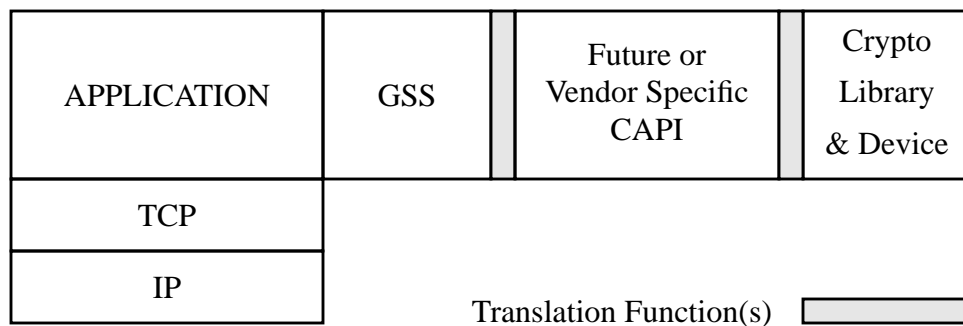 APPLICATION
GSS
Future or
Vendor Specific
CAPI
Crypto
Library
& Device
TCP
IP
Translation Function(s)